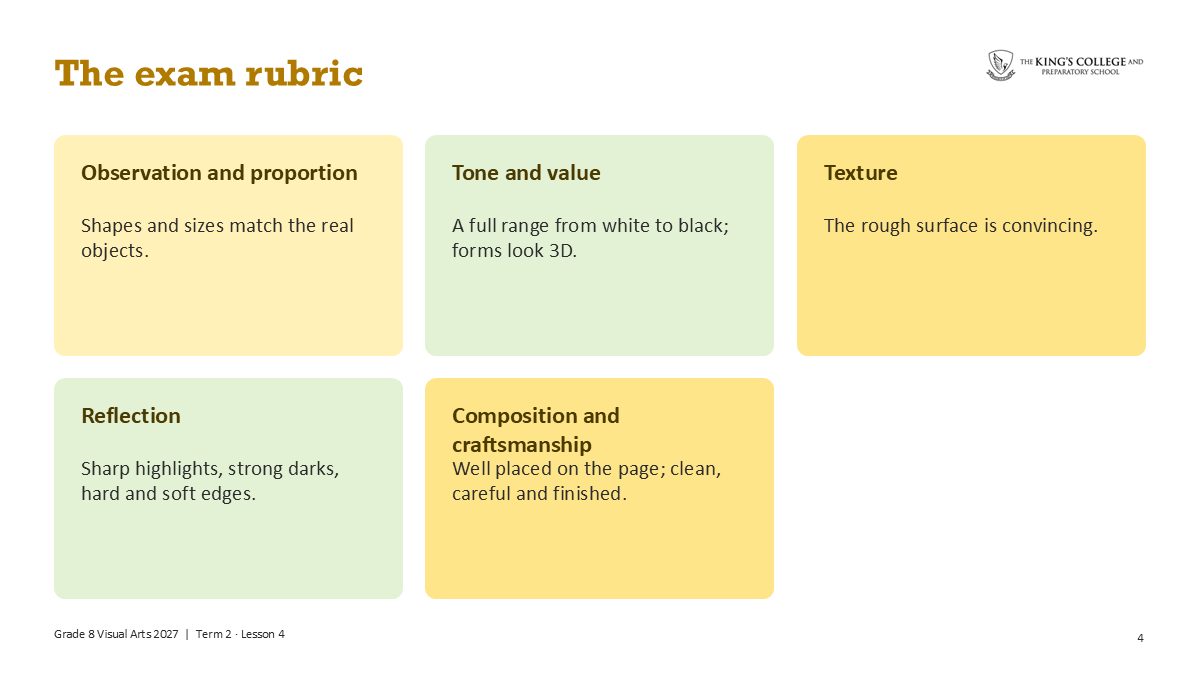 The exam rubric
THE KING'S COLLEGE AND
PREPARATORY SCHOOL
Observation and proportion
Shapes and sizes match the real
objects.
Tone and value
A full range from white to black;
forms look 3D.
Texture
The rough surface is convincing.
Reflection
Sharp highlights, strong darks,
hard and soft edges.
Composition and
craftsmanship
Well placed on the page; clean,
careful and finished.
Grade 8 Visual Arts 2027 | Term 2 · Lesson 4
4